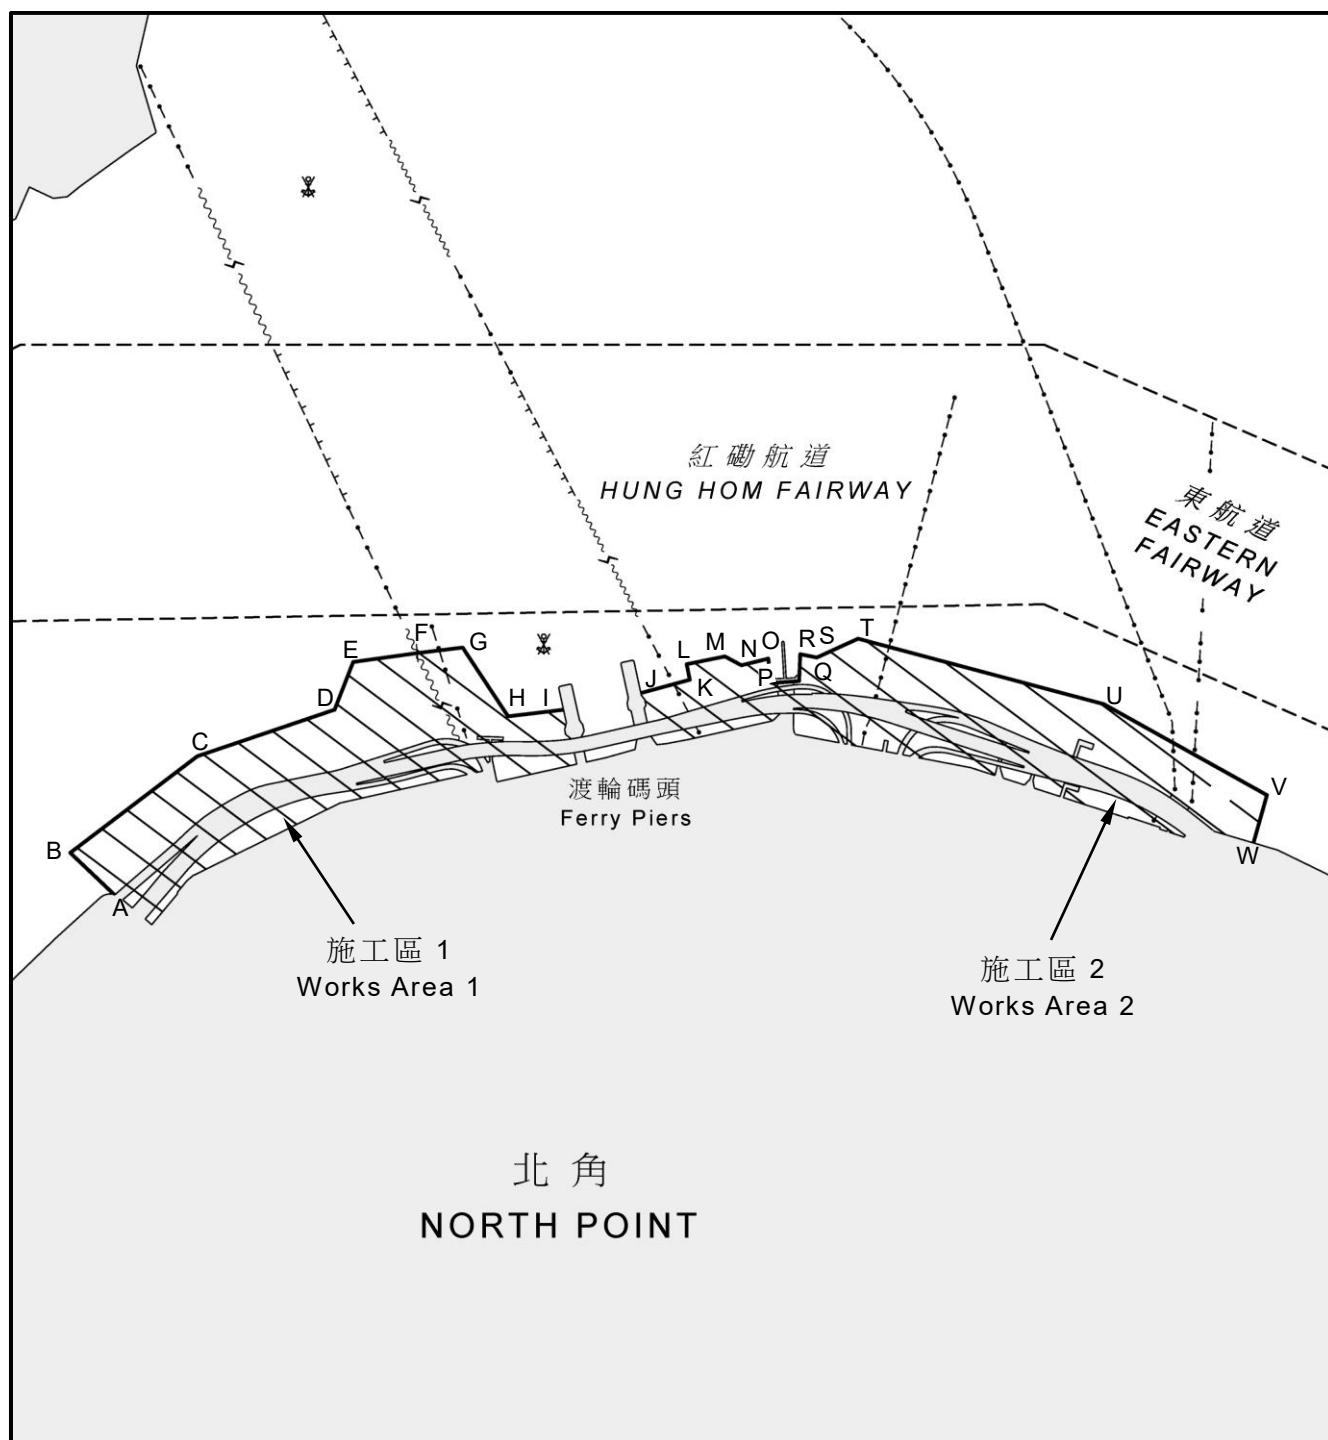 紅磡航道
HUNG HOM FAIRWAY
東航道
EASTERN
FAIRWAY
A
B
C
D
E
F
G
H
I
J
K
L
M
N
O
P
Q
R
S
T
U
V
W
渡輪碼頭
Ferry Piers
施工區 1
Works Area 1
施工區 2
Works Area 2
北角
NORTH POINT